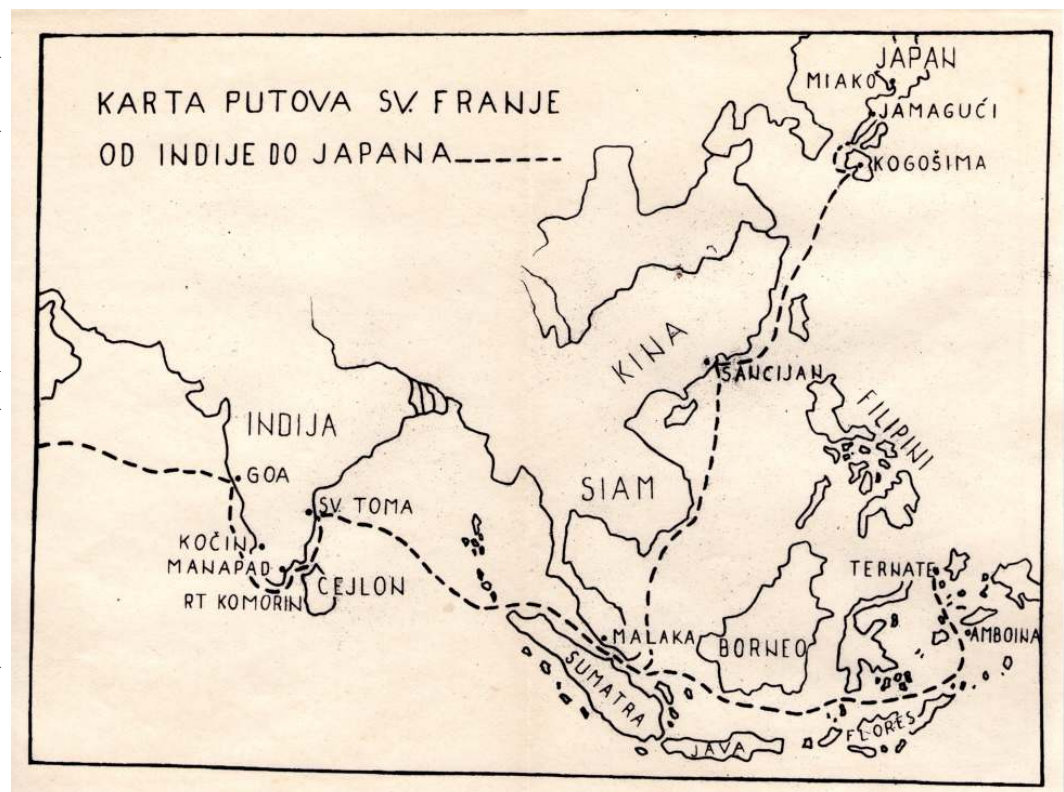 KARTA PUTOVA SV. FRANJE
OD INDIJE DO JAPANA
JAPAN
MIAKO
JAMAGUĆI
KOGOŠIMA
KINA
ŠANCIJAN
INDIJA
GOA
SV. TOMA
SIAM
FILIPINI
KOČIN
MANAPAD
RT KOMORIN
CEJLON
TERNATE
MALAKA
BORNEO
AMBOINA
SUMATRA
FLORES
JAVA